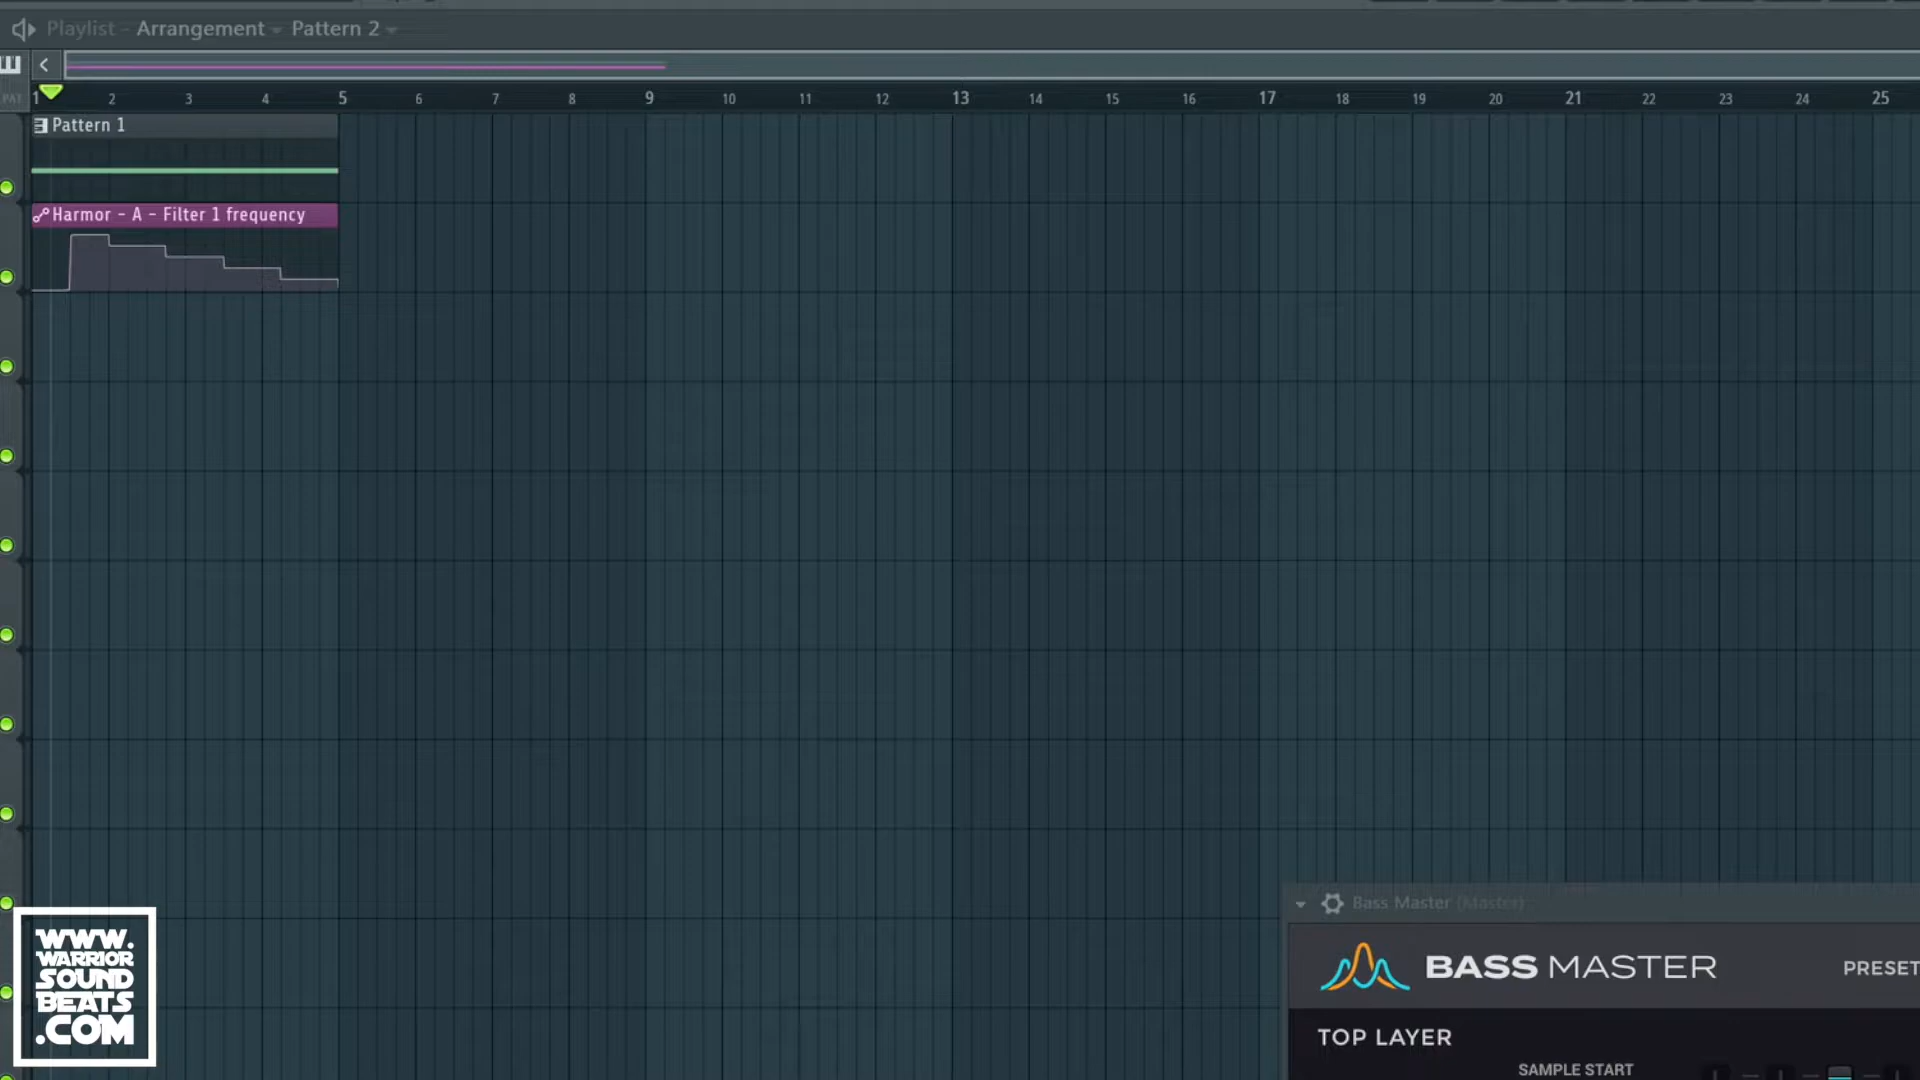 Playlist - Arrangement Pattern 2
PAT 1 2 3 4 5 6 7 8 9 10 11 12 13 14 15 16 17 18 19 20 21 22 23 24 25
Pattern 1
Harmor - A - Filter 1 frequency
Bass Master (Master)
BASS MASTER PRESET
TOP LAYER
SAMPLE START
WWW.
WARRIOR
SOUND
BEATS
.COM